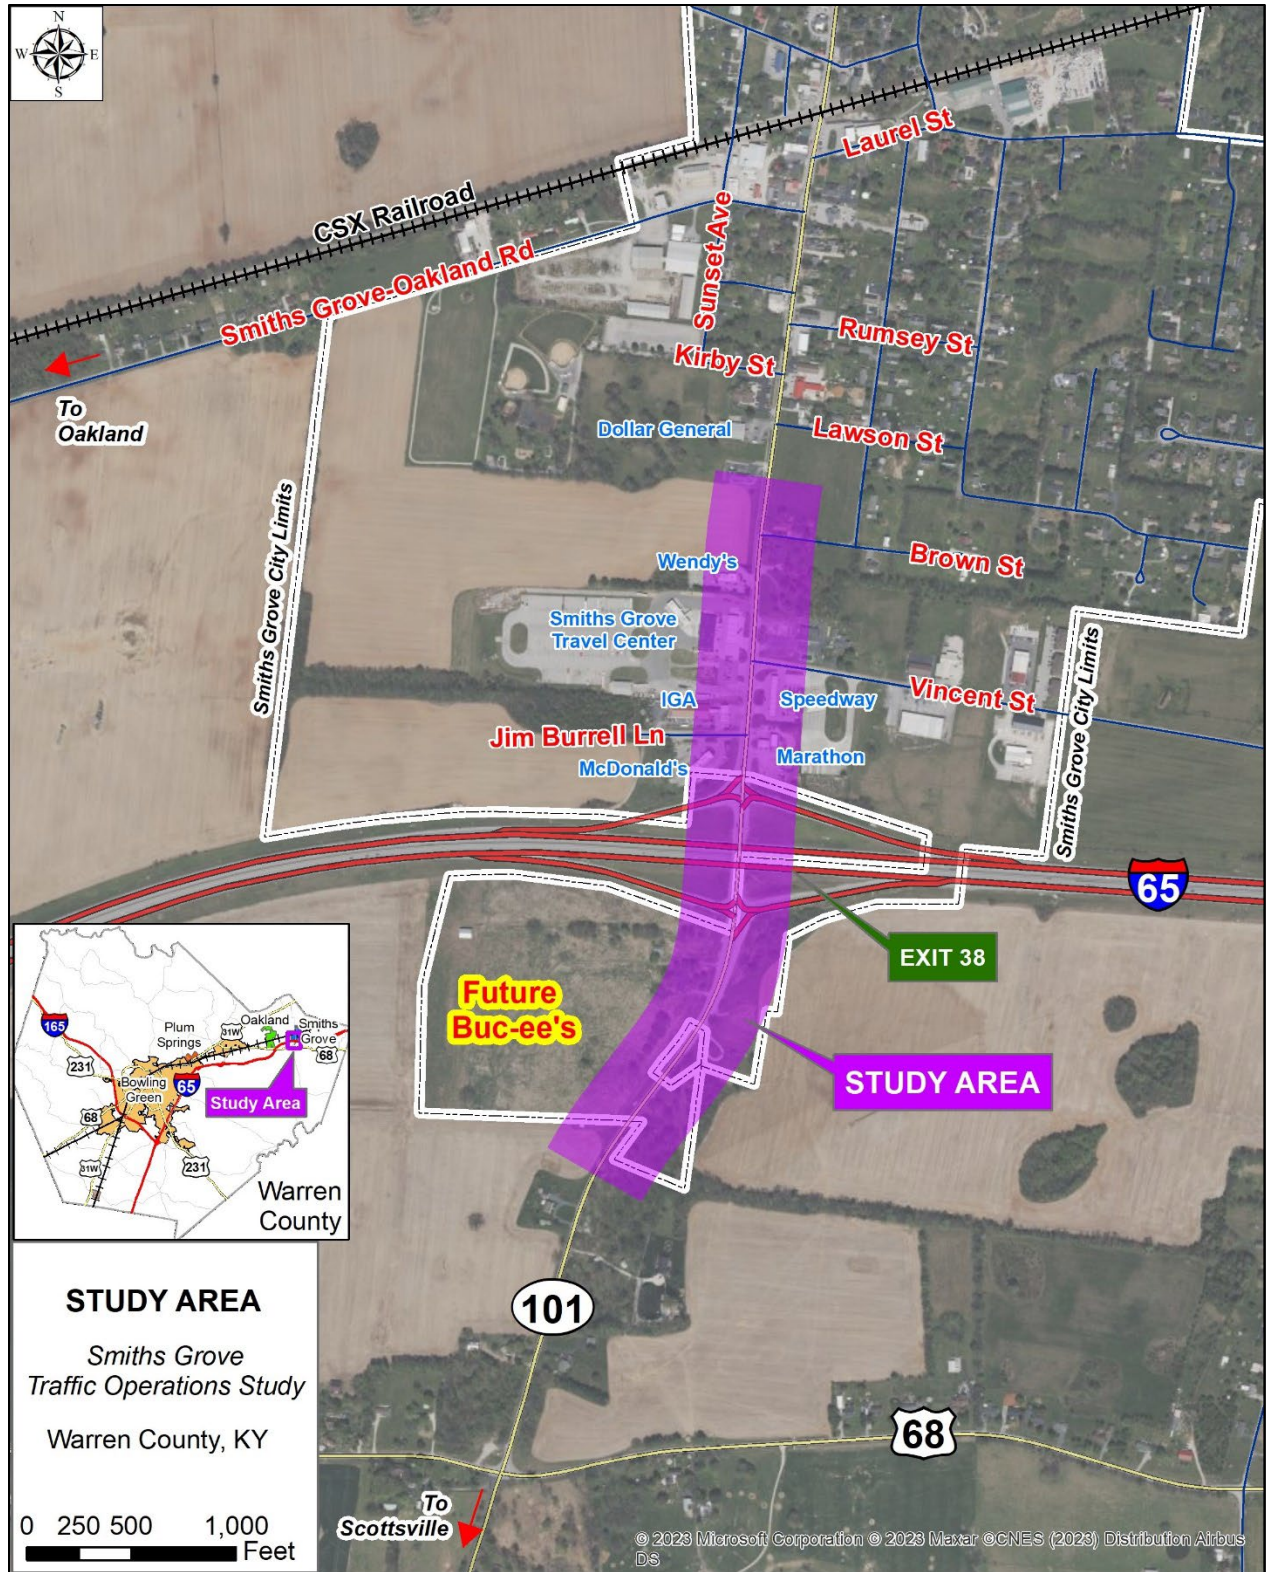 N
W
E
S
Laurel St
CSX Railroad
Sunset Ave
Smiths Grove-Oakland Rd
Rumsey St
Kirby St
To
Oakland
Dollar General
Lawson St
Smiths Grove City Limits
Wendy's
Brown St
Smiths Grove
Travel Center
IGA
Speedway
Vincent St
Smiths Grove City Limits
Jim Burrell Ln
McDonald's
Marathon
65
EXIT 38
Future
Buc-ee's
STUDY AREA
165
Plum
Springs
31W
Oakland
Smiths
Grove
68
231
Bowling
Green
65
Study Area
68
31W
231
Warren
County
101
STUDY AREA
Smiths Grove
Traffic Operations Study
Warren County, KY
68
0 250 500 1,000
Feet
To
Scottsville
© 2023 Microsoft Corporation © 2023 Maxar ©CNES (2023) Distribution Airbus
DS